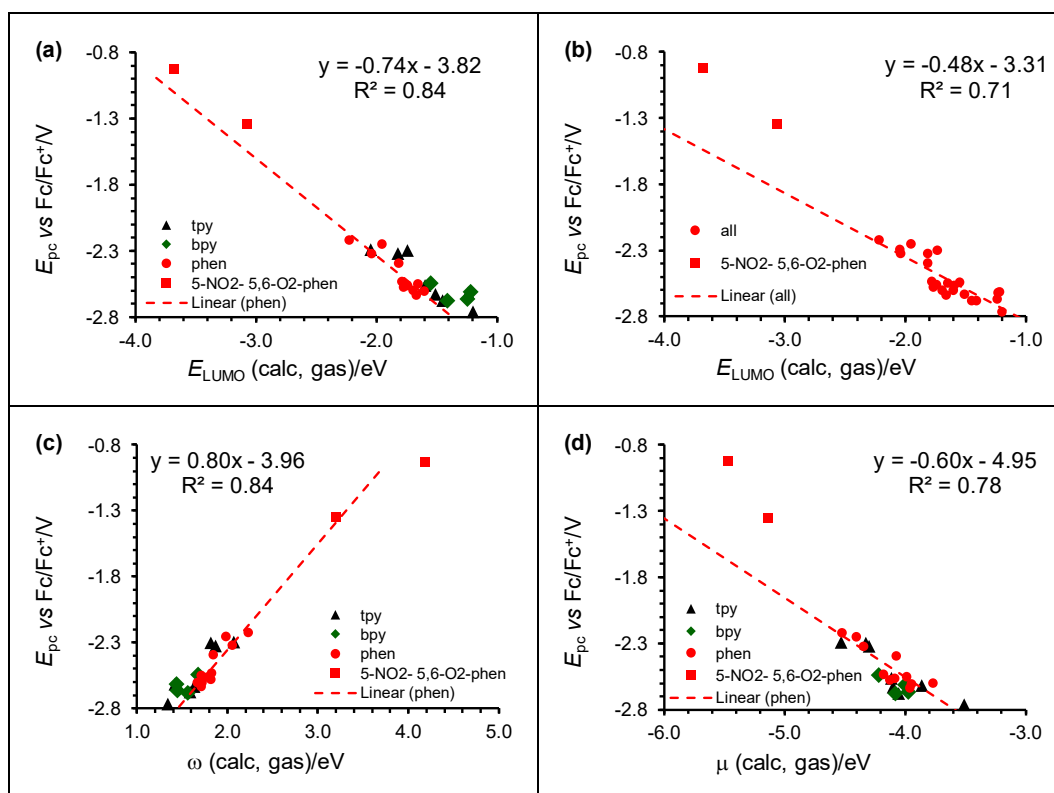 (a)
y = -0.74x - 3.82
R² = 0.84
-0.8
-1.3
-1.8
-2.3
-2.8
Epc vs Fc/Fc⁺/V
tpy
bpy
phen
5-NO2- 5,6-O2-phen
Linear (phen)
-4.0
-3.0
-2.0
-1.0
ELUMO (calc, gas)/eV
(b)
y = -0.48x - 3.31
R² = 0.71
-0.8
-1.3
-1.8
-2.3
-2.8
Epc vs Fc/Fc⁺/V
all
5-NO2- 5,6-O2-phen
Linear (all)
-4.0
-3.0
-2.0
-1.0
ELUMO (calc, gas)/eV
(c)
y = 0.80x - 3.96
R² = 0.84
-0.8
-1.3
-1.8
-2.3
-2.8
Epc vs Fc/Fc⁺/V
tpy
bpy
phen
5-NO2- 5,6-O2-phen
Linear (phen)
1.0
2.0
3.0
4.0
5.0
ω (calc, gas)/eV
(d)
y = -0.60x - 4.95
R² = 0.78
-0.8
-1.3
-1.8
-2.3
-2.8
Epc vs Fc/Fc⁺/V
tpy
bpy
phen
5-NO2- 5,6-O2-phen
Linear (phen)
-6.0
-5.0
-4.0
-3.0
μ (calc, gas)/eV